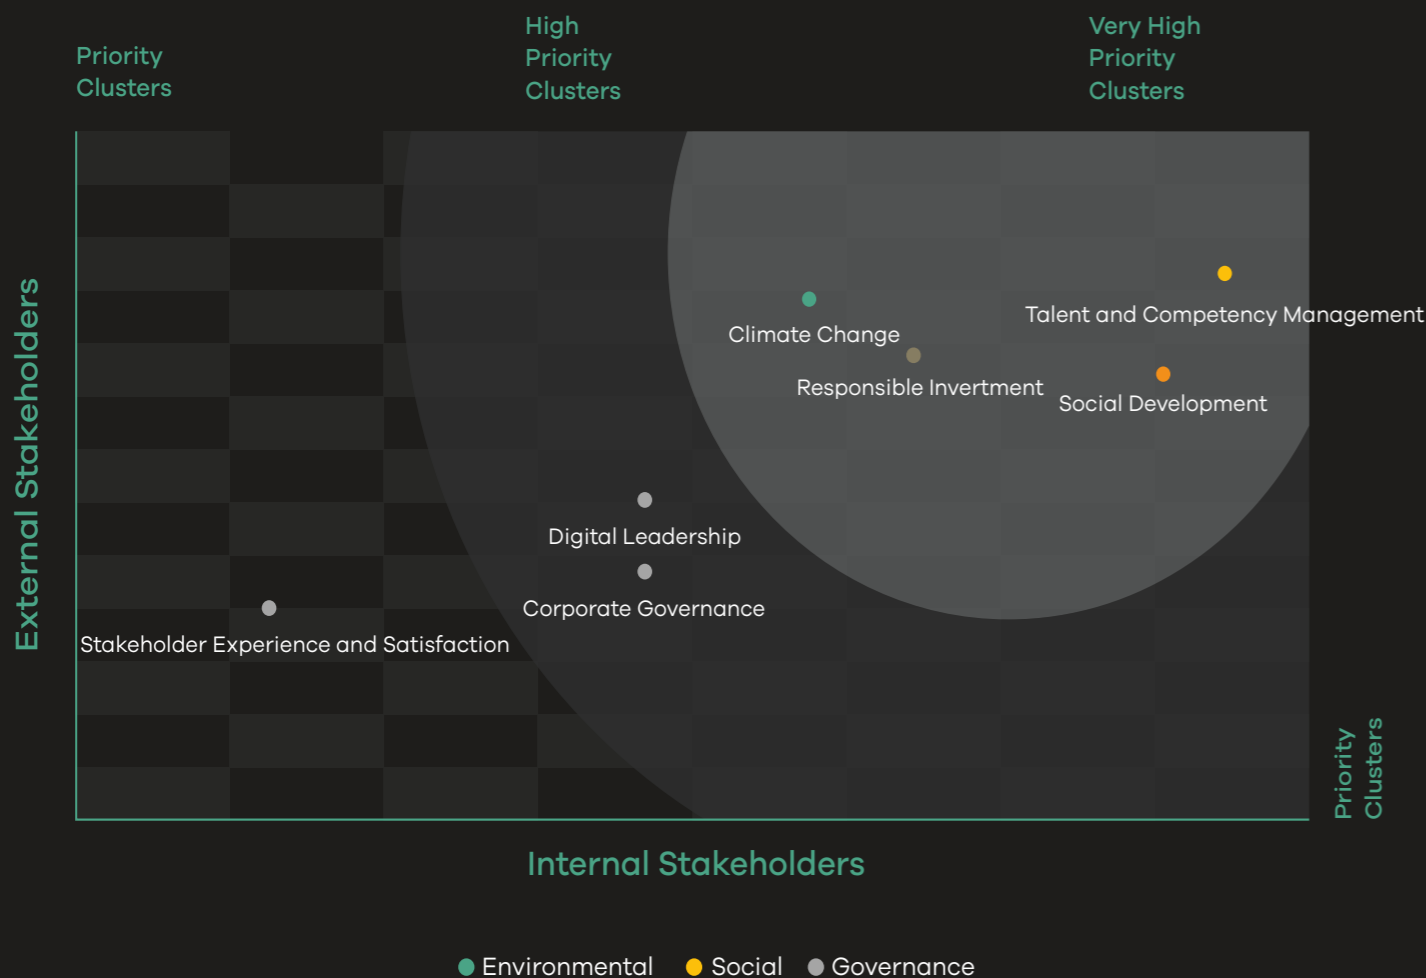 Priority
Clusters
High
Priority
Clusters
Very High
Priority
Clusters
External Stakeholders
Talent and Competency Management
Climate Change
Responsible Invertment
Social Development
Digital Leadership
Corporate Governance
Stakeholder Experience and Satisfaction
Priority
Clusters
Internal Stakeholders
Environmental
Social
Governance